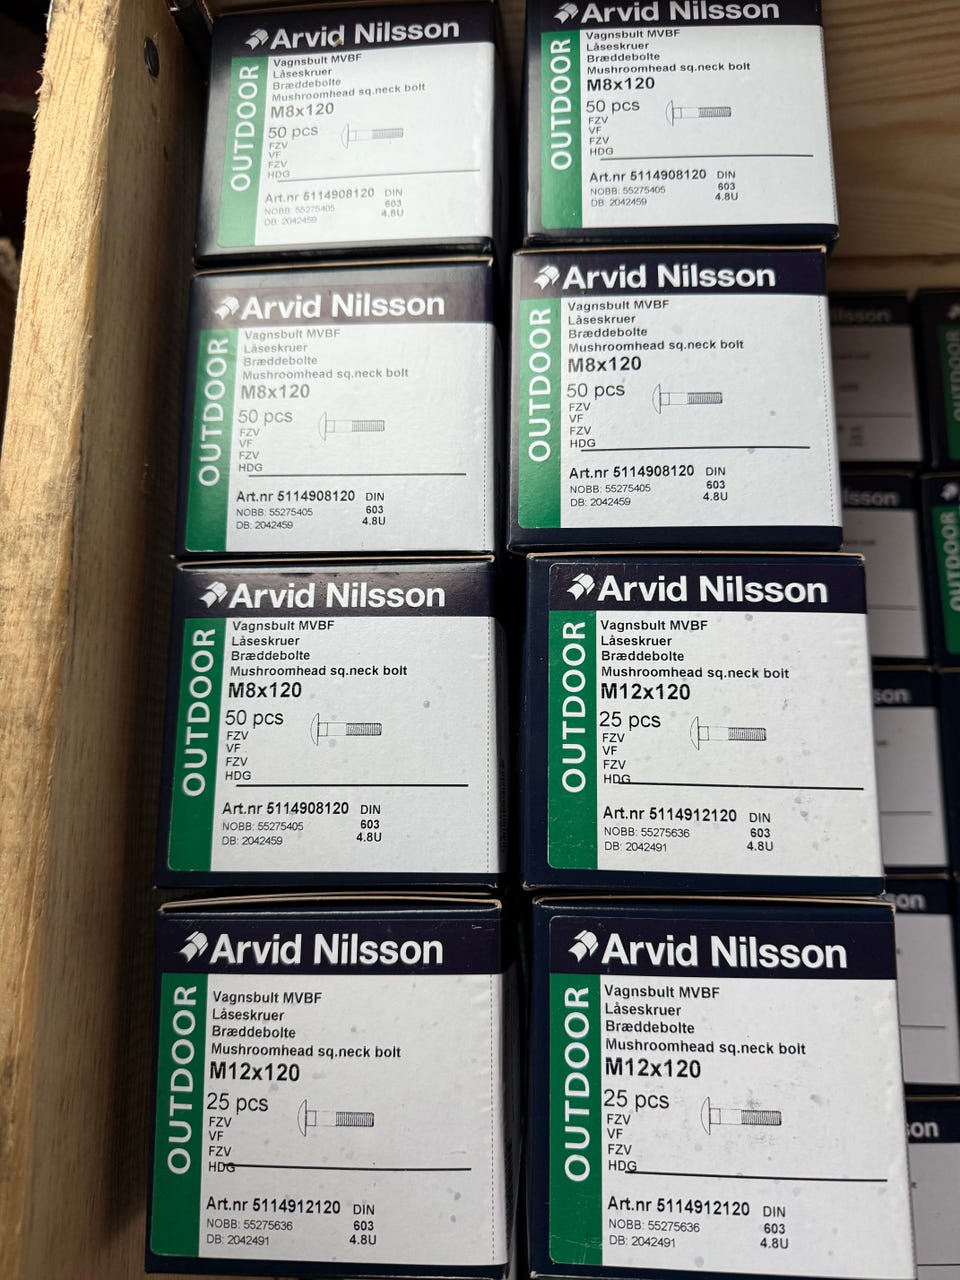 Arvid Nilsson
OUTDOOR
Vagnsbult MVBF
Låseskruer
Bræddebolte
Mushroomhead sq.neck bolt
M8x120
50 pcs
FZV
VF
FZV
HDG
Art.nr 5114908120 DIN
NOBB: 55275405 603
DB: 2042459 4.8U
Arvid Nilsson
OUTDOOR
Vagnsbult MVBF
Låseskruer
Bræddebolte
Mushroomhead sq.neck bolt
M8x120
50 pcs
FZV
VF
FZV
HDG
Art.nr 5114908120 DIN
NOBB: 55275405 603
DB: 2042459 4.8U
Arvid Nilsson
OUTDOOR
Vagnsbult MVBF
Låseskruer
Bræddebolte
Mushroomhead sq.neck bolt
M8x120
50 pcs
FZV
VF
FZV
HDG
Art.nr 5114908120 DIN
NOBB: 55275405 603
DB: 2042459 4.8U
Arvid Nilsson
OUTDOOR
Vagnsbult MVBF
Låseskruer
Bræddebolte
Mushroomhead sq.neck bolt
M8x120
50 pcs
FZV
VF
FZV
HDG
Art.nr 5114908120 DIN
NOBB: 55275405 603
DB: 2042459 4.8U
Arvid Nilsson
OUTDOOR
Vagnsbult MVBF
Låseskruer
Bræddebolte
Mushroomhead sq.neck bolt
M8x120
50 pcs
FZV
VF
FZV
HDG
Art.nr 5114908120 DIN
NOBB: 55275405 603
DB: 2042459 4.8U
Arvid Nilsson
OUTDOOR
Vagnsbult MVBF
Låseskruer
Bræddebolte
Mushroomhead sq.neck bolt
M12x120
25 pcs
FZV
VF
FZV
HDG
Art.nr 5114912120 DIN
NOBB: 55275636 603
DB: 2042491 4.8U
Arvid Nilsson
OUTDOOR
Vagnsbult MVBF
Låseskruer
Bræddebolte
Mushroomhead sq.neck bolt
M12x120
25 pcs
FZV
VF
FZV
HDG
Art.nr 5114912120 DIN
NOBB: 55275636 603
DB: 2042491 4.8U
Arvid Nilsson
OUTDOOR
Vagnsbult MVBF
Låseskruer
Bræddebolte
Mushroomhead sq.neck bolt
M12x120
25 pcs
FZV
VF
FZV
HDG
Art.nr 5114912120 DIN
NOBB: 55275636 603
DB: 2042491 4.8U
ilsson
OUTDOOR
ilsson
OUTDOOR
son
son
son